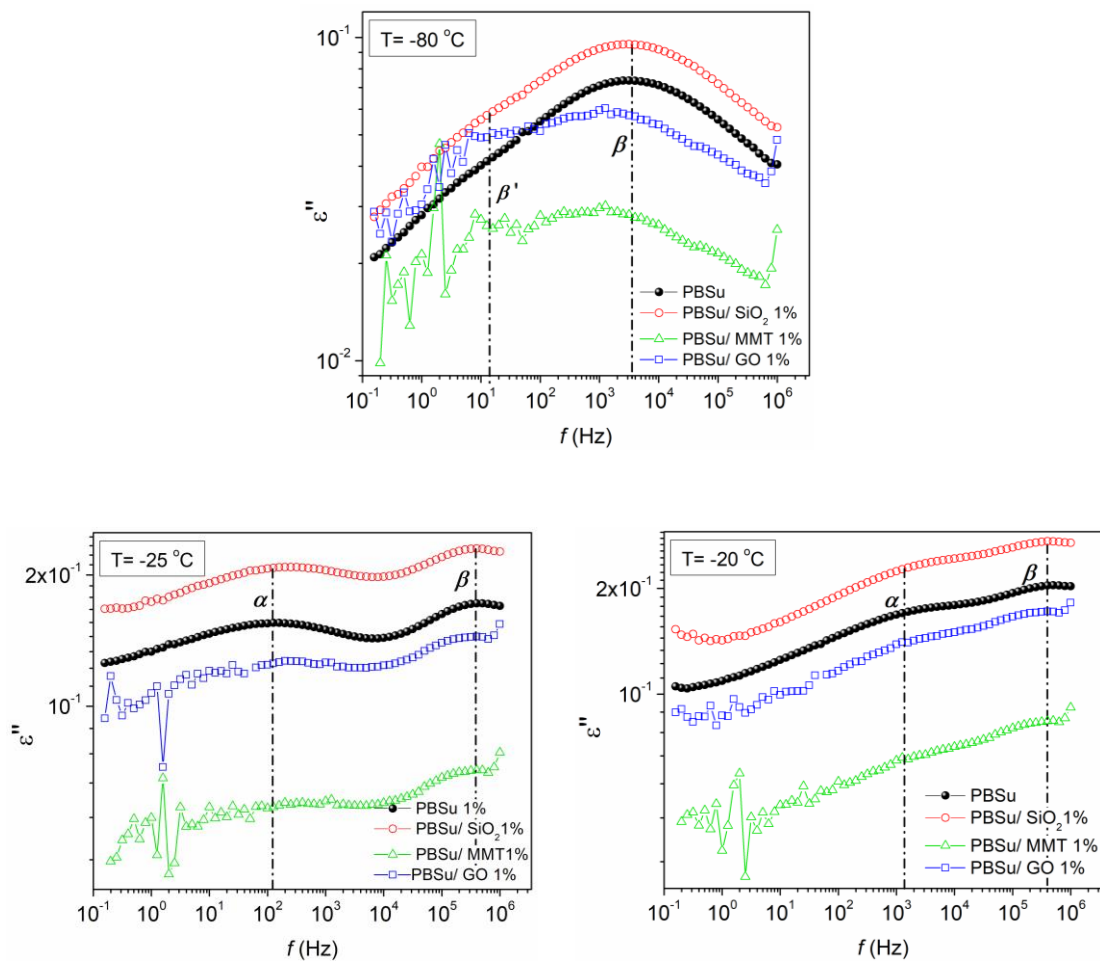 T= -80 °C
10⁻¹
β
β'
ε"
PBSu
PBSu/ SiO₂ 1%
PBSu/ MMT 1%
PBSu/ GO 1%
10⁻²
10⁻¹ 10⁰ 10¹ 10² 10³ 10⁴ 10⁵ 10⁶
f (Hz)
T= -25 °C
2x10⁻¹
α
β
10⁻¹
ε"
PBSu 1%
PBSu/ SiO₂1%
PBSu/ MMT1%
PBSu/ GO 1%
10⁻¹ 10⁰ 10¹ 10² 10³ 10⁴ 10⁵ 10⁶
f (Hz)
T= -20 °C
2x10⁻¹
α
β
10⁻¹
ε"
PBSu
PBSu/ SiO₂1%
PBSu/ MMT 1%
PBSu/ GO 1%
10⁻¹ 10⁰ 10¹ 10² 10³ 10⁴ 10⁵ 10⁶
f (Hz)